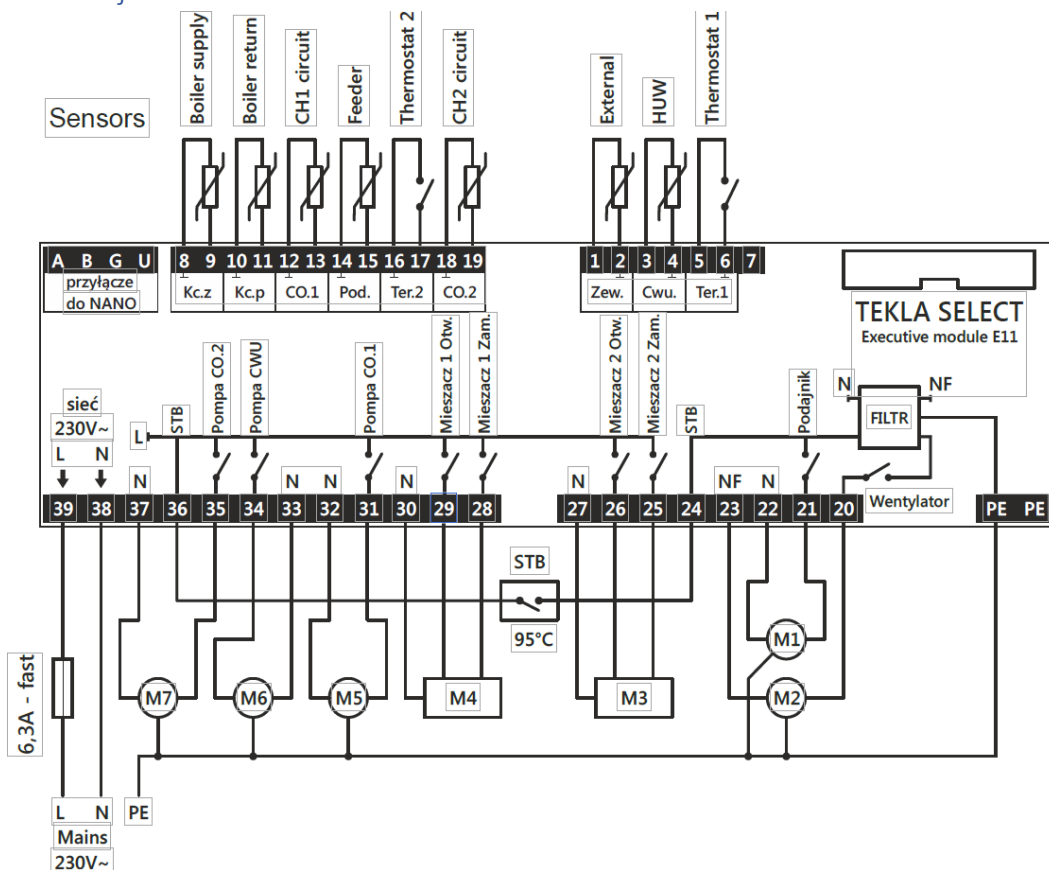 Boiler supply
Boiler return
CH1 circuit
Feeder
Thermostat 2
CH2 circuit
External
HUW
Thermostat 1
Sensors
A B G U
8 9 10 11 12 13 14 15 16 17 18 19
1 2 3 4 5 6 7
przyłącze
do NANO
Kc.z Kc.p CO.1 Pod. Ter.2 CO.2
Zew. Cwu. Ter.1
TEKLA SELECT
Executive module E11
sieć
230V~
L N
L
N
STB
Pompa CO.2
Pompa CWU
N
N
Pompa CO.1
N
Mieszacz 1 Otw.
Mieszacz 1 Zam.
N
Mieszacz 2 Otw.
Mieszacz 2 Zam.
STB
NF
N
Podajnik
N
NF
FILTR
Wentylator
39 38 37 36 35 34 33 32 31 30 29 28
27 26 25 24 23 22 21 20
PE PE
STB
95°C
M1
M7 M6 M5 M4 M3 M2
6,3A - fast
L N PE
Mains
230V~